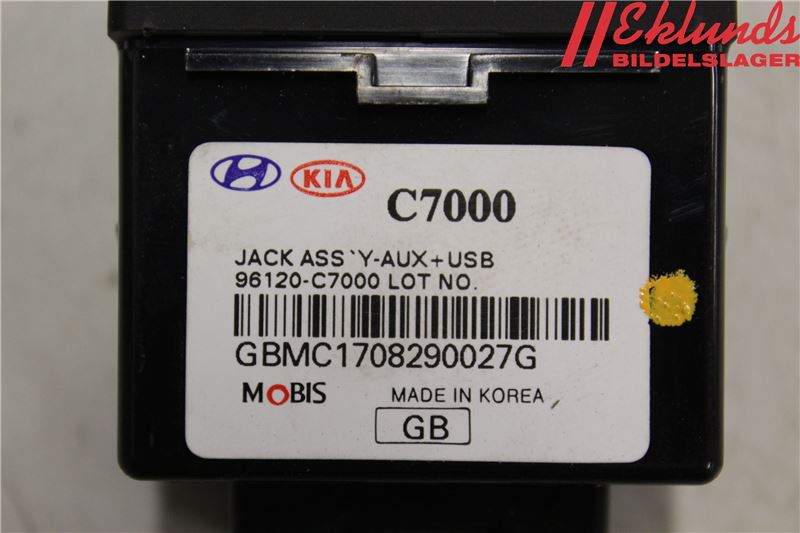 Eklunds
BILDELSLAGER
KIA
C7000
JACK ASS`Y-AUX+USB
96120-C7000 LOT NO.
GBMC1708290027G
MOBIS MADE IN KOREA
GB